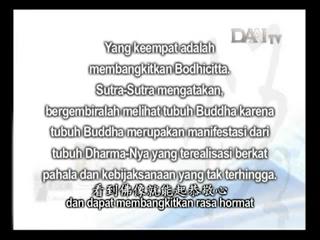 DAAI TV
Yang keempat adalah
membangkitkan Bodhicitta.
Sutra-Sutra mengatakan,
bergembiralah melihat tubuh Buddha karena
tubuh Buddha merupakan manifestasi dari
tubuh Dharma-Nya yang terealisasi berkat
pahala dan kebijaksanaan yang tak terhingga.
看到佛像就能起恭敬心
dan dapat membangkitkan rasa hormat